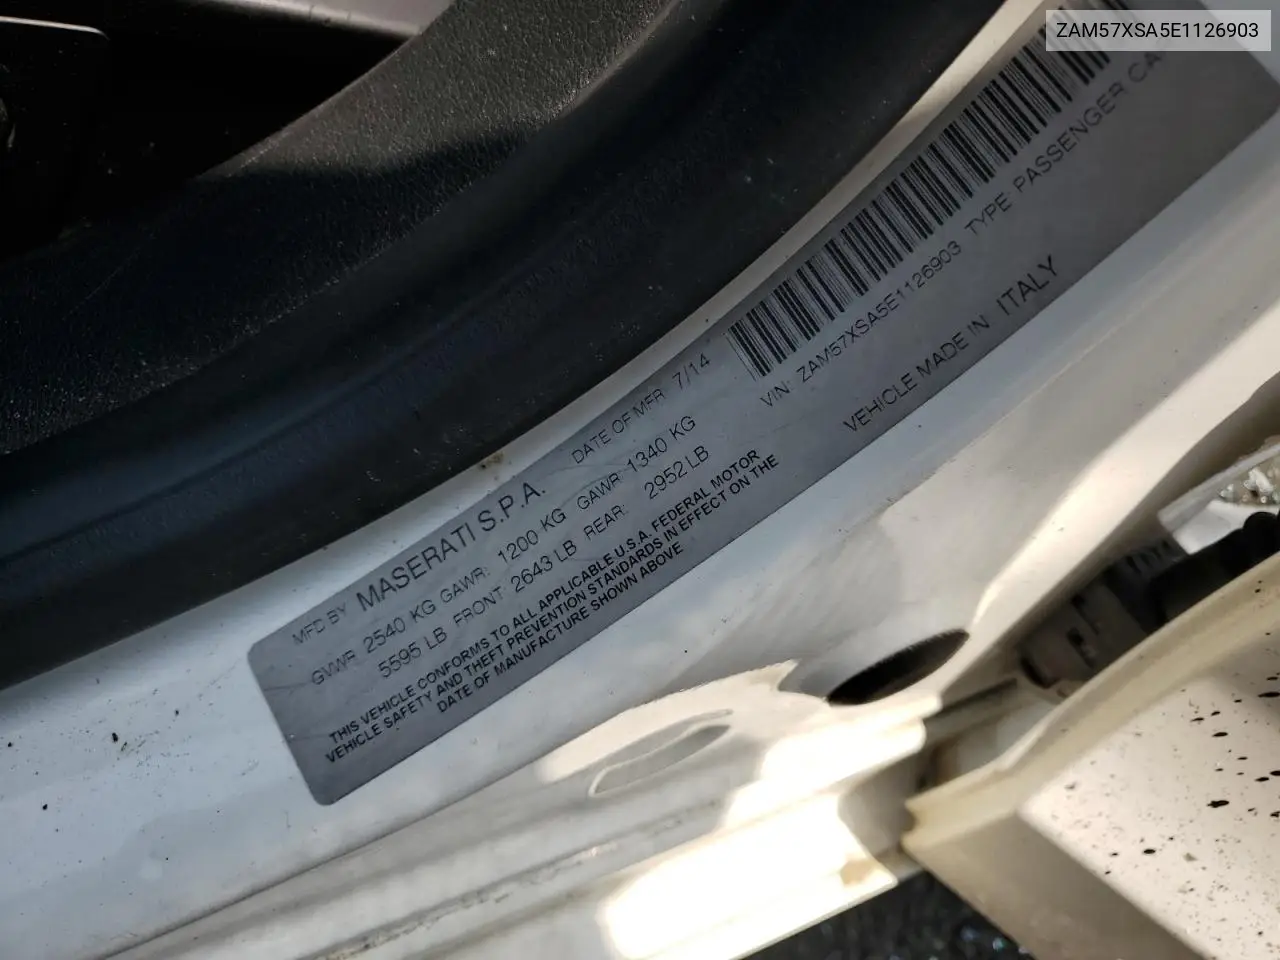 ZAM57XSA5E1126903
MFD BY MASERATI S.P.A. DATE OF MFR 7/14
GVWR 2540 KG GAWR: 1200 KG GAWR 1340 KG
5595 LB FRONT 2643 LB REAR: 2952 LB
THIS VEHICLE CONFORMS TO ALL APPLICABLE U.S.A. FEDERAL MOTOR
VEHICLE SAFETY AND THEFT PREVENTION STANDARDS IN EFFECT ON THE
DATE OF MANUFACTURE SHOWN ABOVE
VIN: ZAM57XSA5E1126903 TYPE: PASSENGER CA
VEHICLE MADE IN ITALY